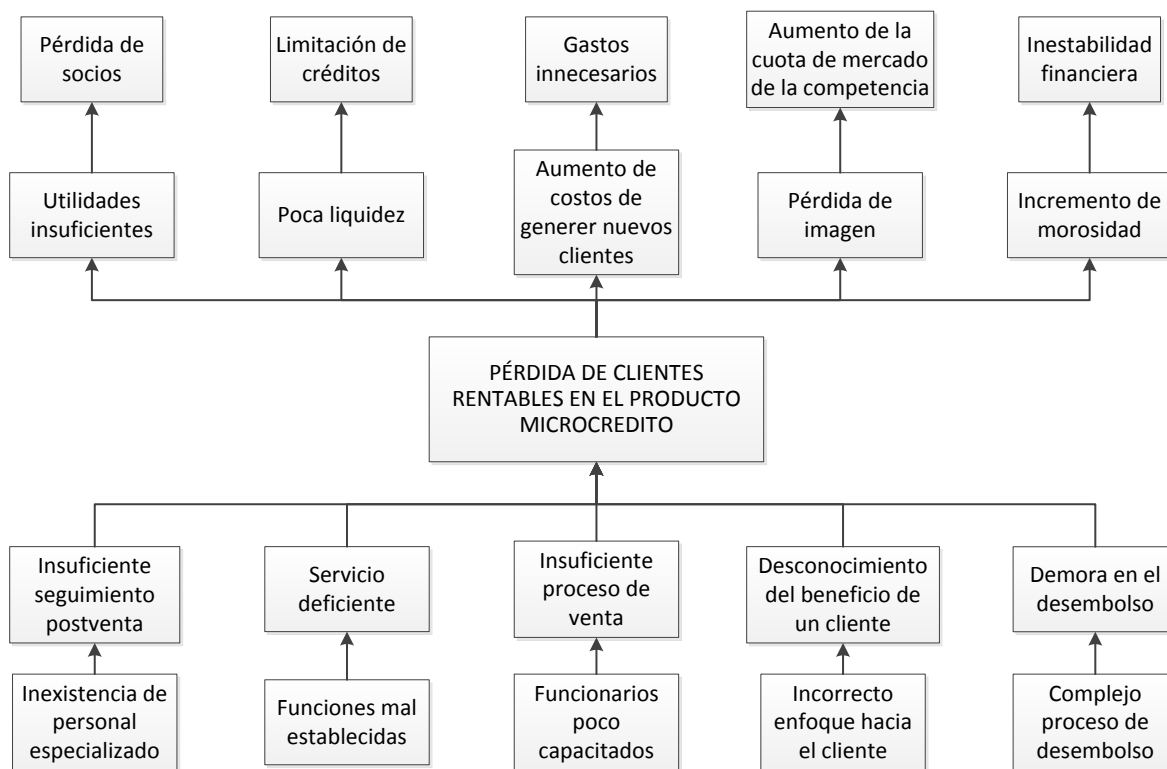 Pérdida de
socios
Limitación de
créditos
Gastos
innecesarios
Aumento de la
cuota de mercado
de la competencia
Inestabilidad
financiera
Utilidades
insuficientes
Poca liquidez
Aumento de
costos de
generer nuevos
clientes
Pérdida de
imagen
Incremento de
morosidad
PÉRDIDA DE CLIENTES
RENTABLES EN EL PRODUCTO
MICROCREDITO
Insuficiente
seguimiento
postventa
Servicio
deficiente
Insuficiente
proceso de
venta
Desconocimiento
del beneficio de
un cliente
Demora en el
desembolso
Inexistencia de
personal
especializado
Funciones mal
establecidas
Funcionarios
poco
capacitados
Incorrecto
enfoque hacia
el cliente
Complejo
proceso de
desembolso